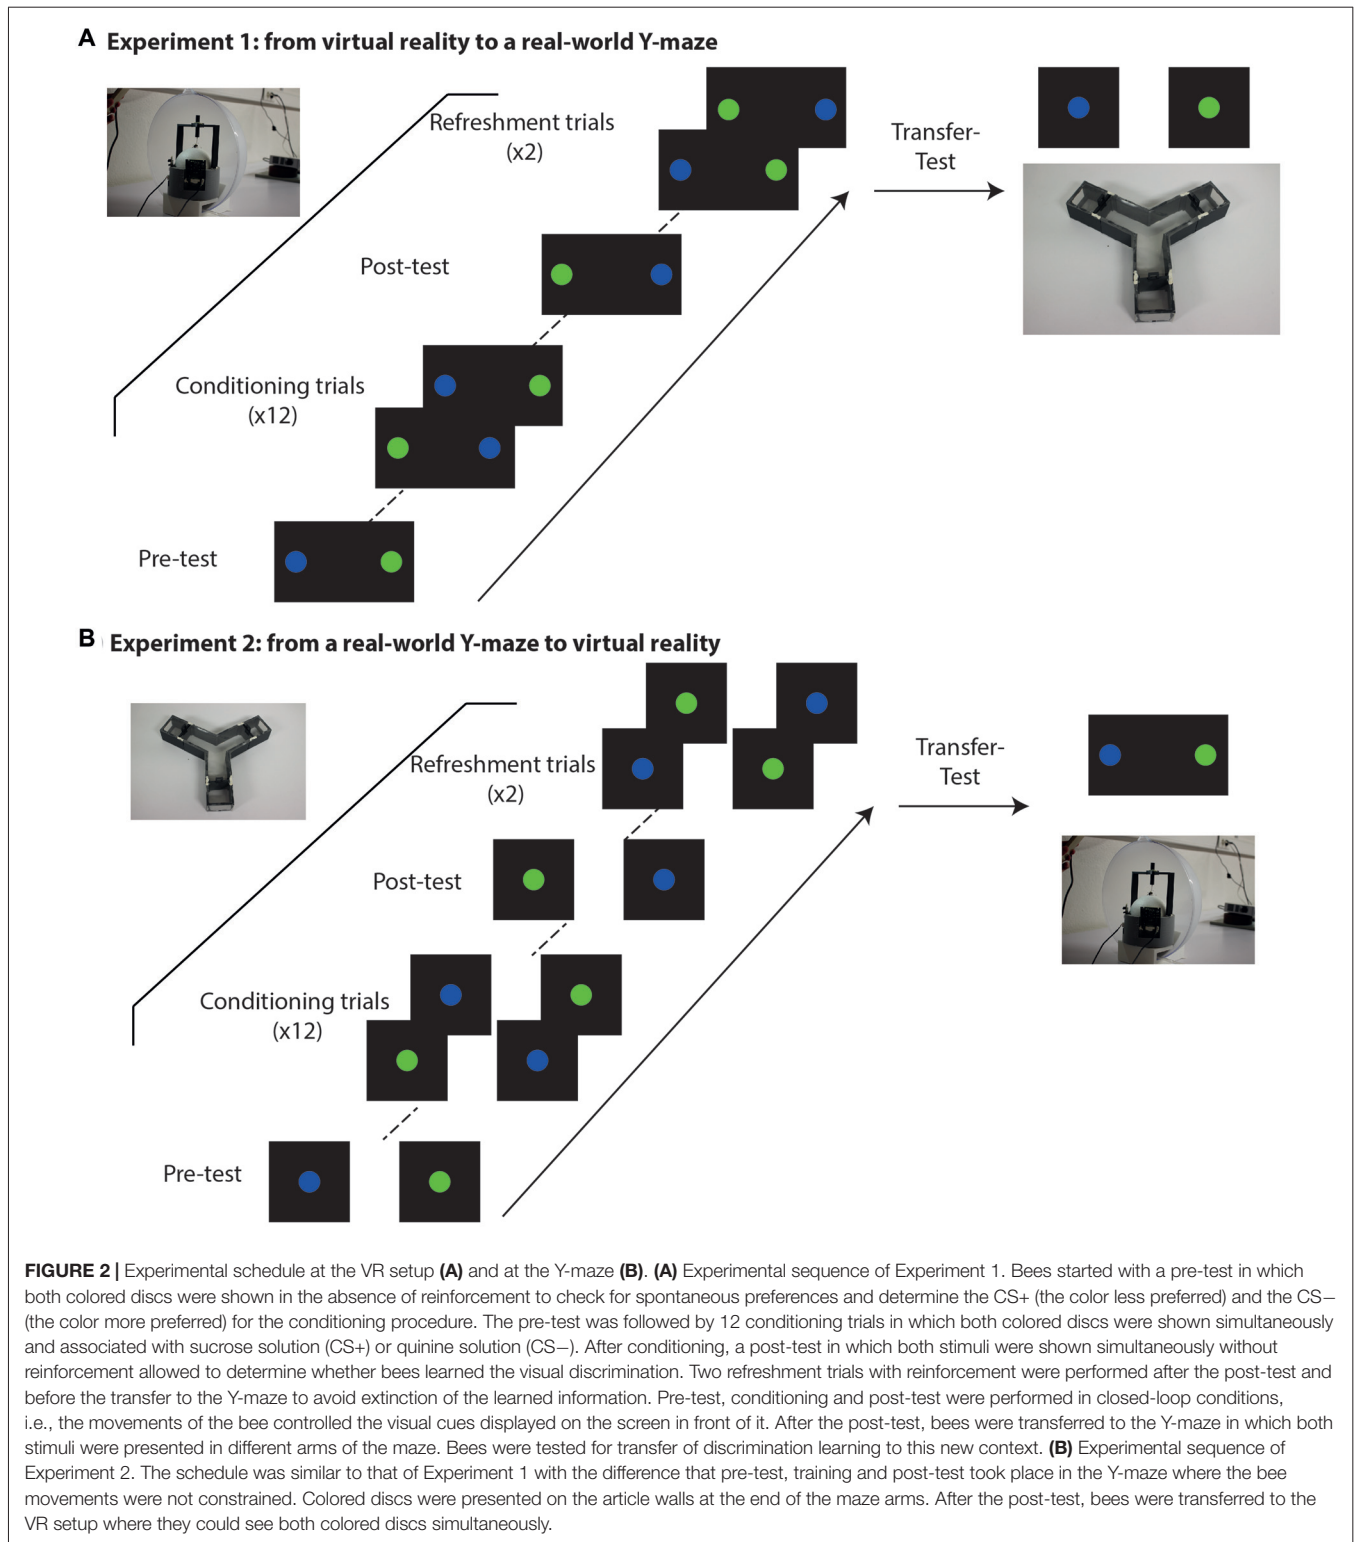 A Experiment 1: from virtual reality to a real-world Y-maze
Refreshment trials
(x2)
Transfer-
Test
Post-test
Conditioning trials
(x12)
Pre-test
B Experiment 2: from a real-world Y-maze to virtual reality
Refreshment trials
(x2)
Transfer-
Test
Post-test
Conditioning trials
(x12)
Pre-test
FIGURE 2 | Experimental schedule at the VR setup (A) and at the Y-maze (B). (A) Experimental sequence of Experiment 1. Bees started with a pre-test in which
both colored discs were shown in the absence of reinforcement to check for spontaneous preferences and determine the CS+ (the color less preferred) and the CS−
(the color more preferred) for the conditioning procedure. The pre-test was followed by 12 conditioning trials in which both colored discs were shown simultaneously
and associated with sucrose solution (CS+) or quinine solution (CS−). After conditioning, a post-test in which both stimuli were shown simultaneously without
reinforcement allowed to determine whether bees learned the visual discrimination. Two refreshment trials with reinforcement were performed after the post-test and
before the transfer to the Y-maze to avoid extinction of the learned information. Pre-test, conditioning and post-test were performed in closed-loop conditions,
i.e., the movements of the bee controlled the visual cues displayed on the screen in front of it. After the post-test, bees were transferred to the Y-maze in which both
stimuli were presented in different arms of the maze. Bees were tested for transfer of discrimination learning to this new context. (B) Experimental sequence of
Experiment 2. The schedule was similar to that of Experiment 1 with the difference that pre-test, training and post-test took place in the Y-maze where the bee
movements were not constrained. Colored discs were presented on the article walls at the end of the maze arms. After the post-test, bees were transferred to the
VR setup where they could see both colored discs simultaneously.